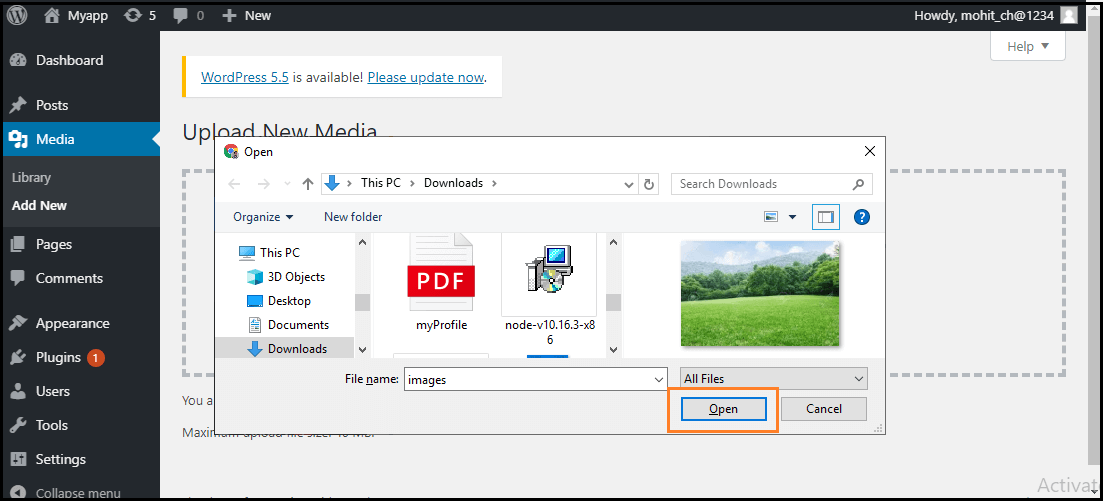 Myapp 5 0 New Howdy, mohit_ch@1234
Help
Dashboard
Posts
Media
Library
Add New
Pages
Comments
Appearance
Plugins 1
Users
Tools
Settings
Collapse menu
WordPress 5.5 is available! Please update now.
Upload New Media
Open
This PC Downloads
Search Downloads
Organize New folder
This PC
3D Objects
Desktop
Documents
Downloads
PDF
myProfile
node-v10.16.3-x8
6
File name: images
All Files
Open Cancel
You a
Maximum upload file size:
Activat